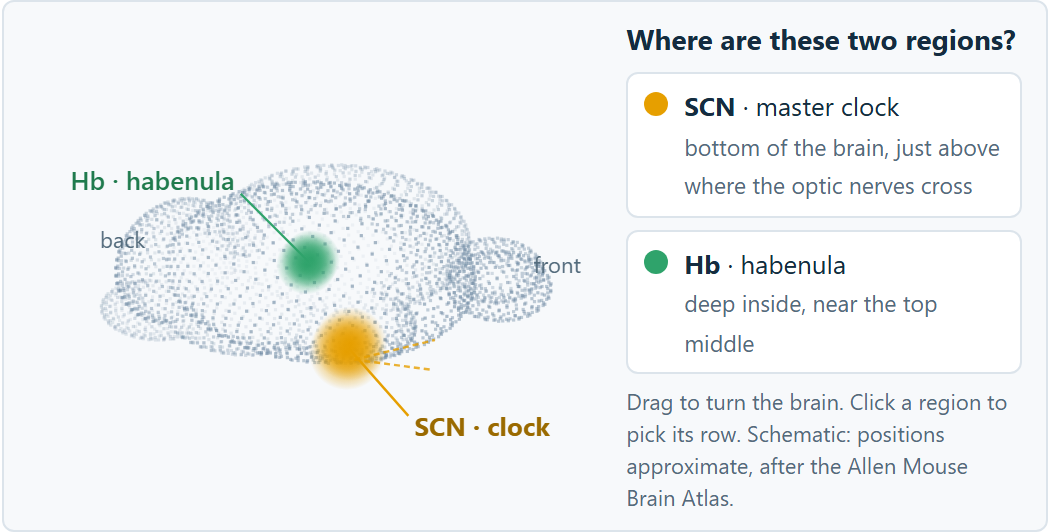 Where are these two regions?
SCN · master clock
bottom of the brain, just above
where the optic nerves cross
Hb · habenula
deep inside, near the top
middle
Drag to turn the brain. Click a region to
pick its row. Schematic: positions
approximate, after the Allen Mouse
Brain Atlas.
Hb · habenula
back
front
SCN · clock